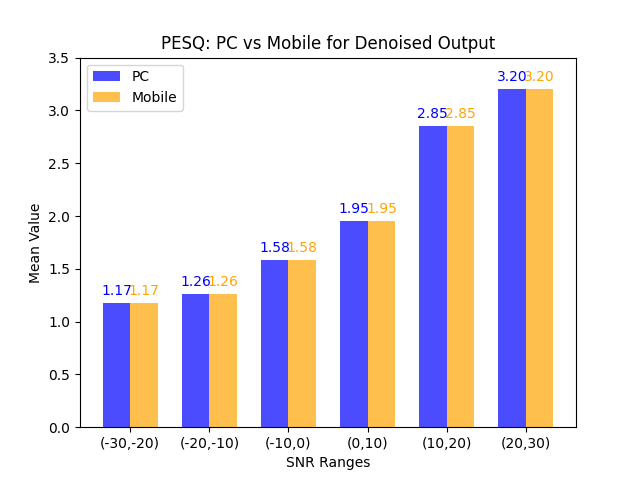 PESQ: PC vs Mobile for Denoised Output
PC
Mobile
Mean Value
3.5
3.0
2.5
2.0
1.5
1.0
0.5
0.0
1.17 1.17
1.26 1.26
1.58 1.58
1.95 1.95
2.85 2.85
3.20 3.20
(-30,-20) (-20,-10) (-10,0) (0,10) (10,20) (20,30)
SNR Ranges